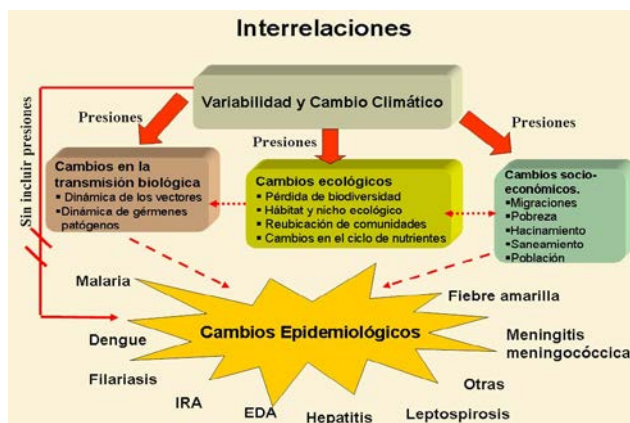 Interrelaciones
Variabilidad y Cambio Climático
Presiones
Presiones
Presiones
Sin incluir presiones
Cambios en la
transmisión biológica
▪ Dinámica de los vectores
▪ Dinámica de gérmenes
patógenos
Cambios ecológicos
▪ Pérdida de biodiversidad
▪ Hábitat y nicho ecológico
▪ Reubicación de comunidades
▪ Cambios en el ciclo de nutrientes
Cambios socio-
económicos.
▪Migraciones
▪Pobreza
▪Hacinamiento
▪Saneamiento
▪Población
Cambios Epidemiológicos
Malaria
Dengue
Filariasis
IRA
EDA
Hepatitis
Leptospirosis
Otras
Meningitis
meningocóccica
Fiebre amarilla